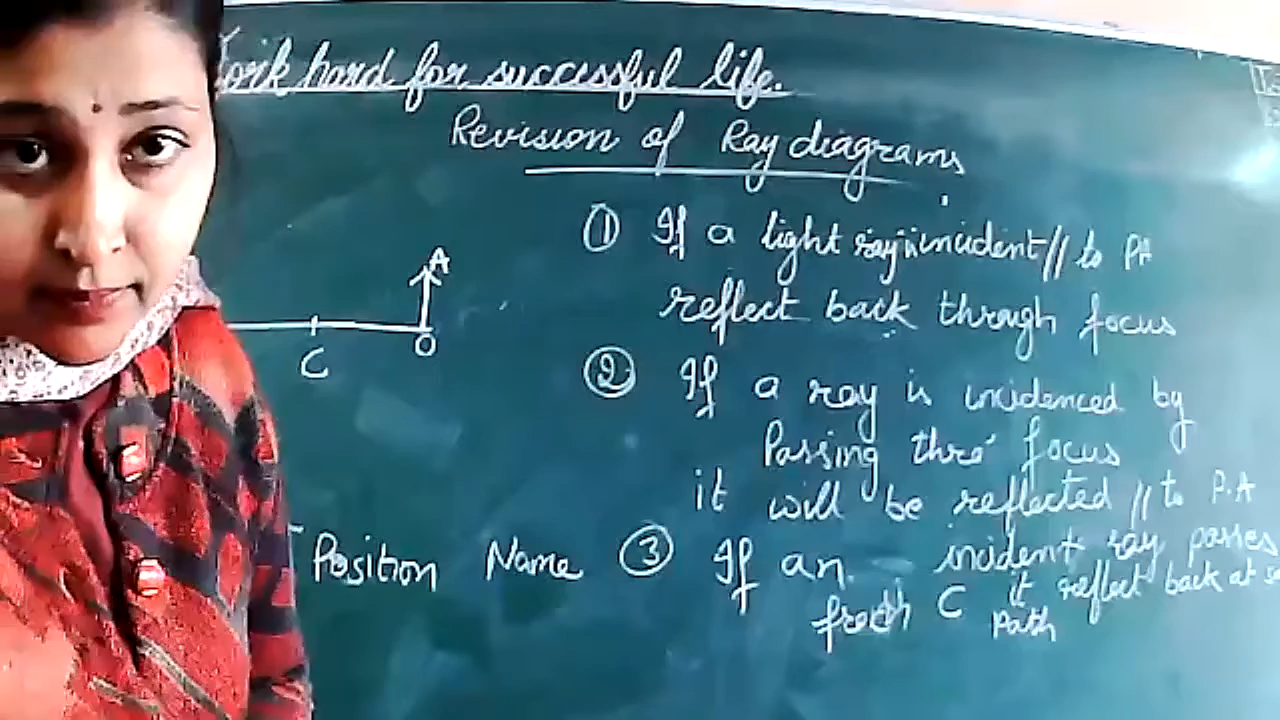 Work hard for successful life.
Revision of Ray diagrams
① If a light ray is incident // to PA
reflect back through focus
② If a ray is incidenced by
Passing thro' focus
it will be reflected // to P.A
③ If an incident ray passes
C it reflect back at
Path
A
C
O
Position Name